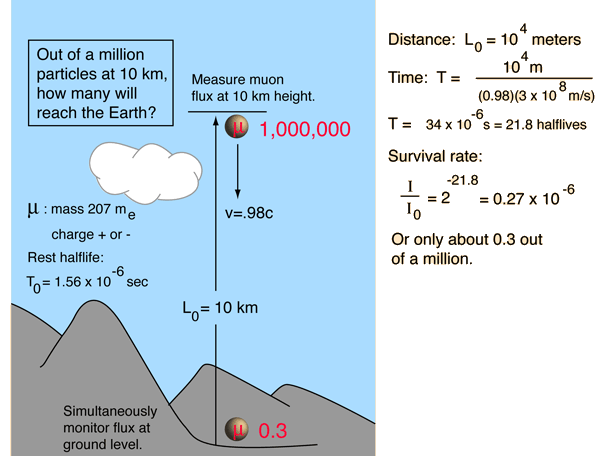 Out of a million
particles at 10 km,
how many will
reach the Earth?
Measure muon
flux at 10 km height.
μ 1,000,000
v=.98c
μ : mass 207 mₑ
charge + or -
Rest halflife:
T₀= 1.56 x 10⁻⁶ sec
L₀= 10 km
Simultaneously
monitor flux at
ground level.
μ 0.3
Distance: L₀ = 10⁴ meters
Time: T = 10⁴m
(0.98)(3 x 10⁸ m/s)
T = 34 x 10⁻⁶s = 21.8 halflives
Survival rate:
I
I₀ = 2⁻²¹·⁸ = 0.27 x 10⁻⁶
Or only about 0.3 out
of a million.